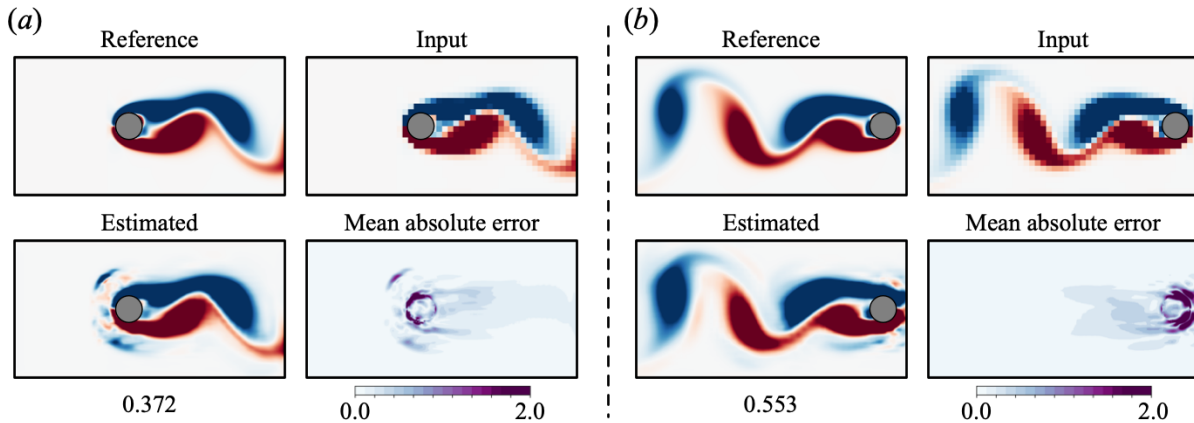 (a)
Reference
Input
Estimated
Mean absolute error
0.372
0.0
2.0
(b)
Reference
Input
Estimated
Mean absolute error
0.553
0.0
2.0